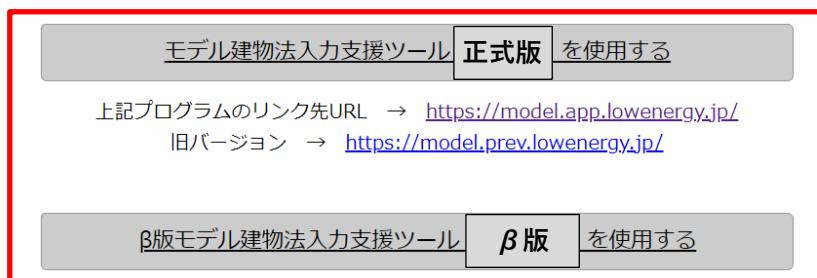 モデル建物法入力支援ツール 正式版 を使用する
上記プログラムのリンク先URL → https://model.app.lowenergy.jp/
旧バージョン → https://model.prev.lowenergy.jp/
β版モデル建物法入力支援ツール β版 を使用する